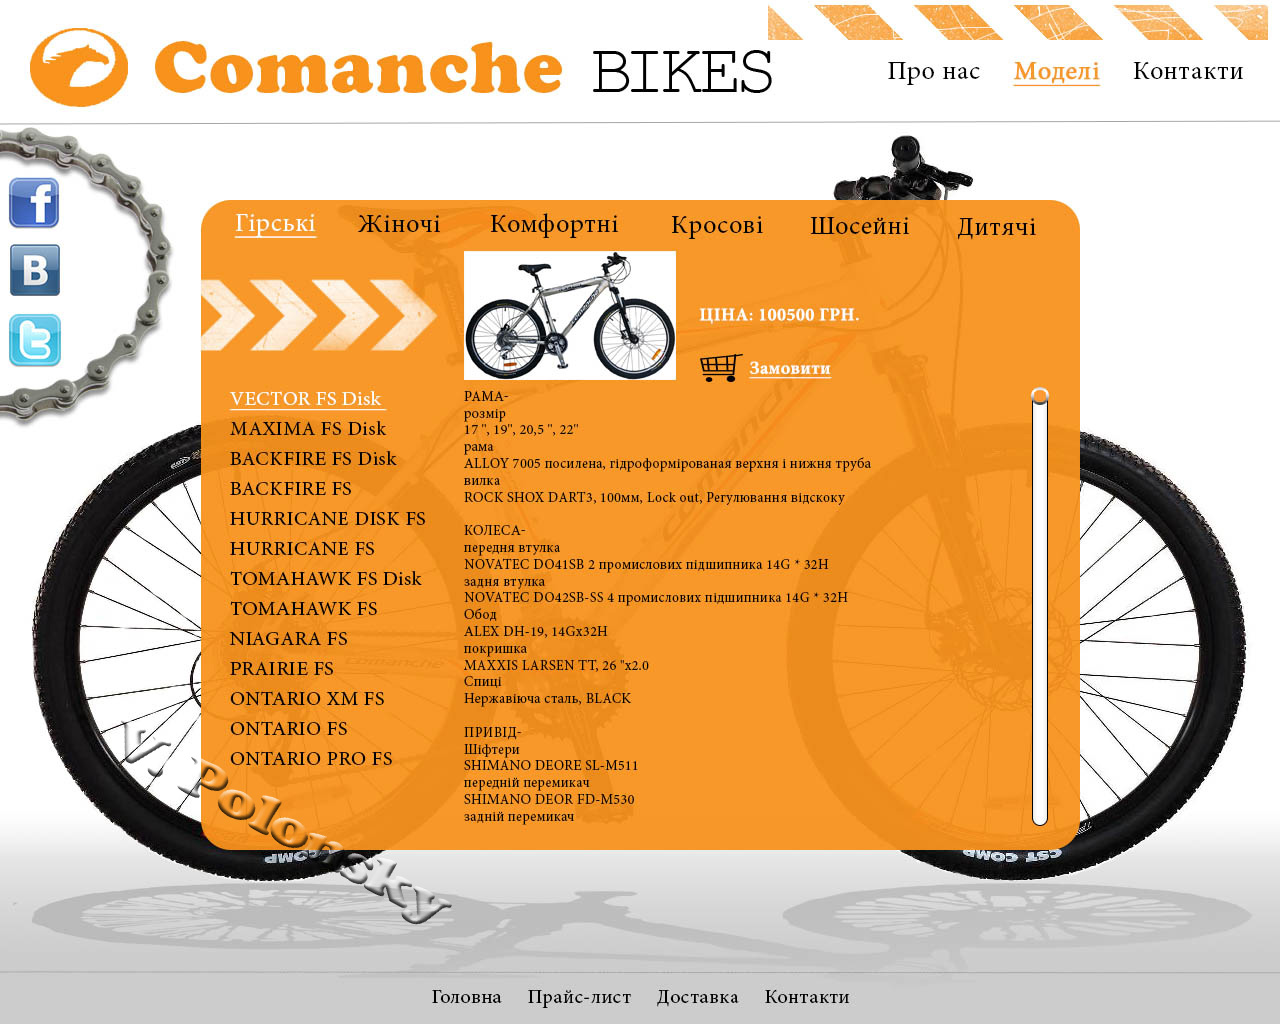 Comanche BIKES
Про нас Моделі Контакти
Гірські Жіночі Комфортні Кросові Шосейні Дитячі
ЦІНА: 100500 ГРН.
Замовити
VECTOR FS Disk
MAXIMA FS Disk
BACKFIRE FS Disk
BACKFIRE FS
HURRICANE DISK FS
HURRICANE FS
TOMAHAWK FS Disk
TOMAHAWK FS
NIAGARA FS
PRAIRIE FS
ONTARIO XM FS
ONTARIO FS
ONTARIO PRO FS
РАМА-
розмір
17 ", 19", 20,5 ", 22"
рама
ALLOY 7005 посилена, гідроформірованая верхня і нижня труба
вилка
ROCK SHOX DART3, 100мм, Lock out, Регулювання відскоку
КОЛЕСА-
передня втулка
NOVATEC DO41SB 2 промислових підшипника 14G * 32H
задня втулка
NOVATEC DO42SB-SS 4 промислових підшипника 14G * 32H
Обод
ALEX DH-19, 14Gx32H
покришка
MAXXIS LARSEN TT, 26 "x2.0
Спиці
Нержавіюча сталь, BLACK
ПРИВІД-
Шіфтери
SHIMANO DEORE SL-M511
передній перемикач
SHIMANO DEOR FD-M530
задній перемикач
comanche
comanche
CST COMP
V. Polonsky
Головна Прайс-лист Доставка Контакти